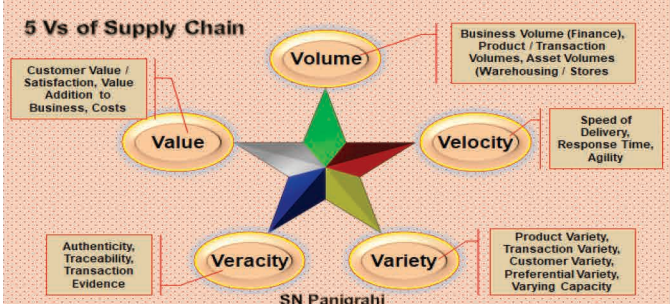 5 Vs of Supply Chain
Volume
Business Volume (Finance),
Product / Transaction
Volumes, Asset Volumes
(Warehousing / Stores
Customer Value /
Satisfaction, Value
Addition to
Business, Costs
Value
Velocity
Speed of
Delivery,
Response Time,
Agility
Authenticity,
Traceability,
Transaction
Evidence
Veracity
Variety
Product Variety,
Transaction Variety,
Customer Variety,
Preferential Variety,
Varying Capacity
SN Panigrahi